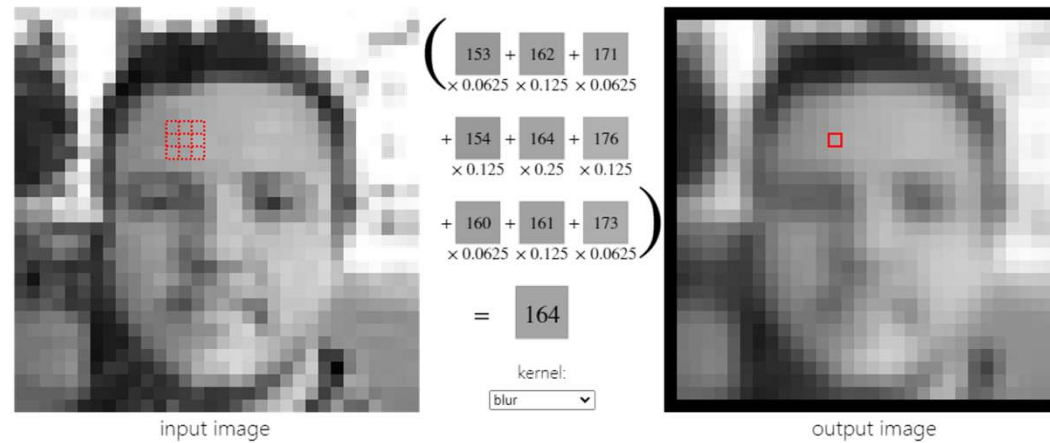 ( 153 + 162 + 171
× 0.0625 × 0.125 × 0.0625
+ 154 + 164 + 176
× 0.125 × 0.25 × 0.125
+ 160 + 161 + 173 )
× 0.0625 × 0.125 × 0.0625
= 164
kernel:
blur
input image
output image